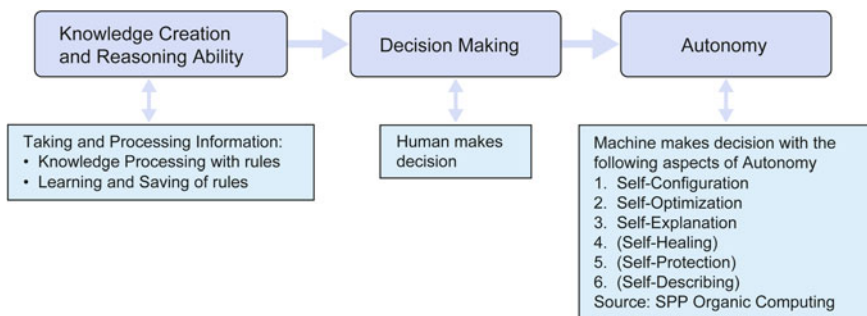 Knowledge Creation
and Reasoning Ability
Decision Making
Autonomy
Taking and Processing Information:
• Knowledge Processing with rules
• Learning and Saving of rules
Human makes
decision
Machine makes decision with the
following aspects of Autonomy
1. Self-Configuration
2. Self-Optimization
3. Self-Explanation
4. (Self-Healing)
5. (Self-Protection)
6. (Self-Describing)
Source: SPP Organic Computing